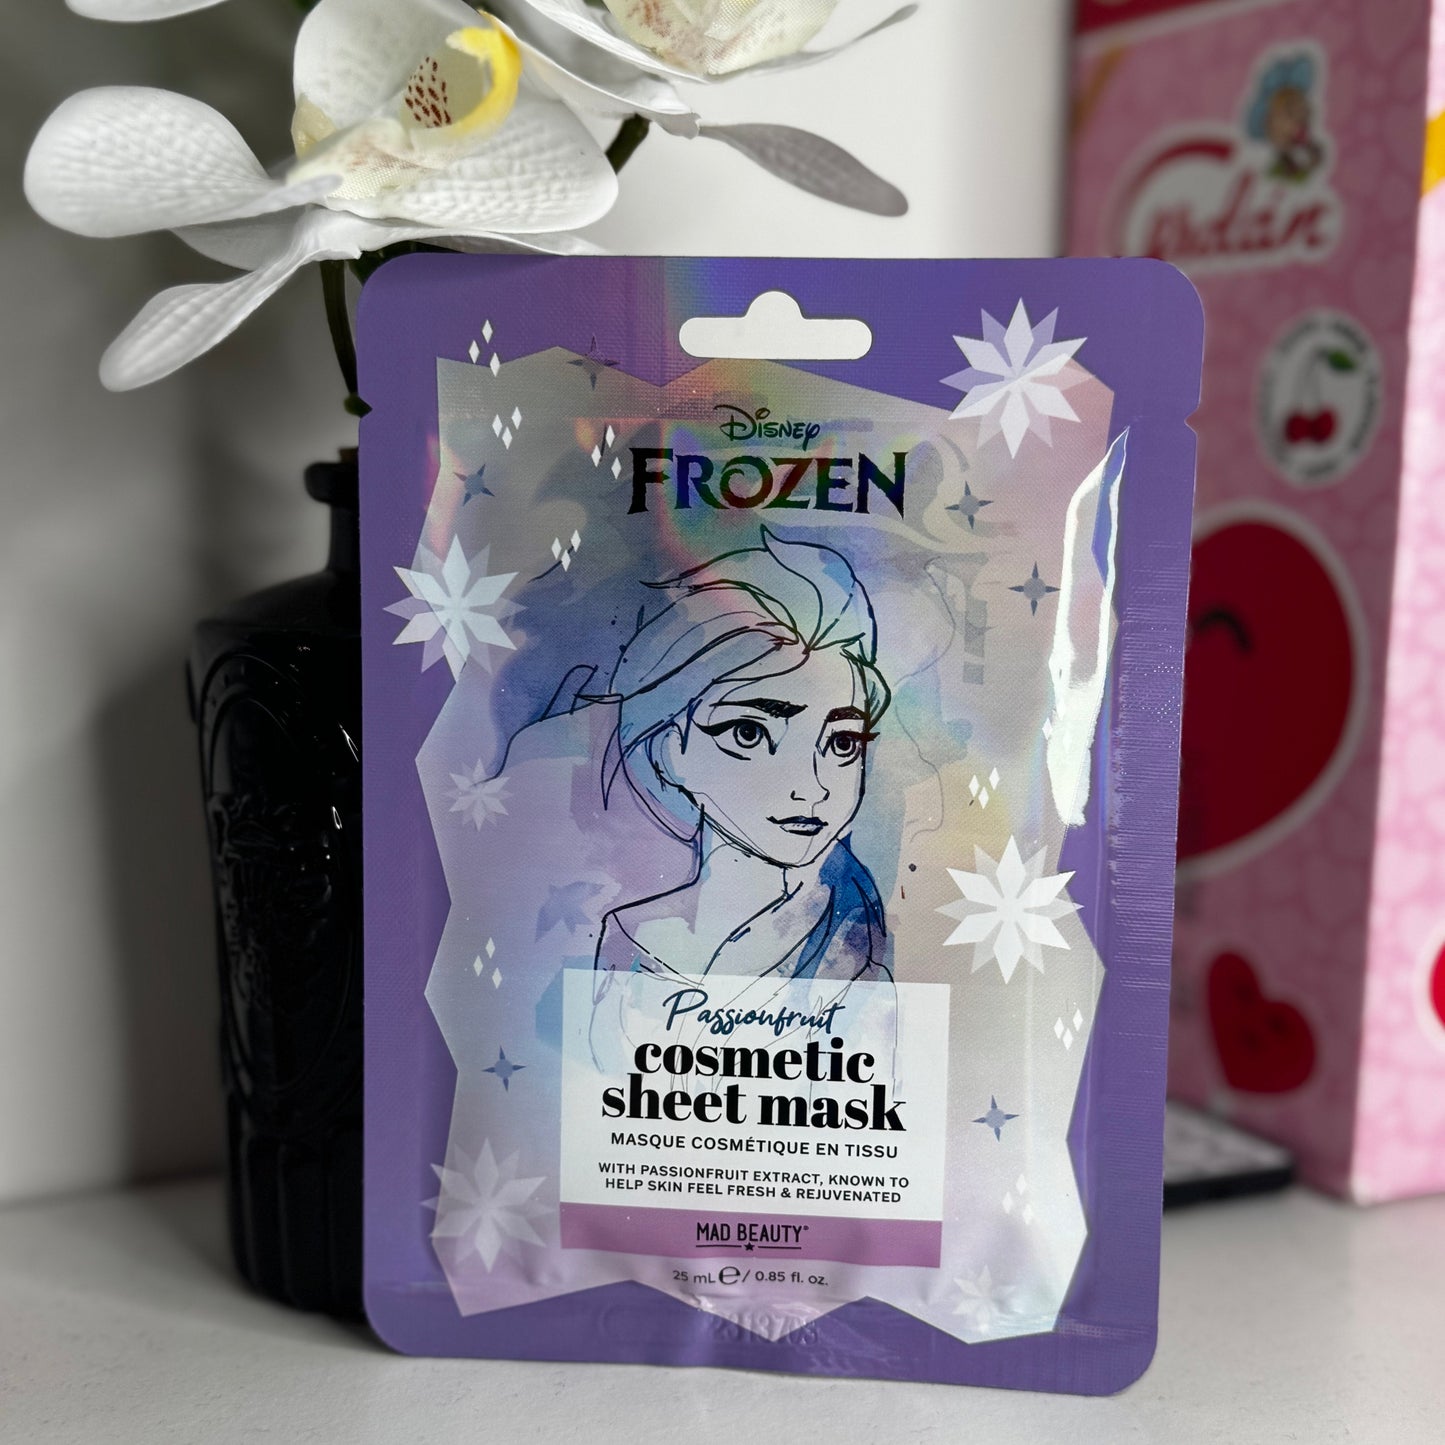 Disney
FROZEN
Passionfruit
cosmetic
sheet mask
MASQUE COSMÉTIQUE EN TISSU
WITH PASSIONFRUIT EXTRACT, KNOWN TO
HELP SKIN FEEL FRESH & REJUVENATED
MAD BEAUTY®
25 mL ℮ / 0.85 fl. oz.